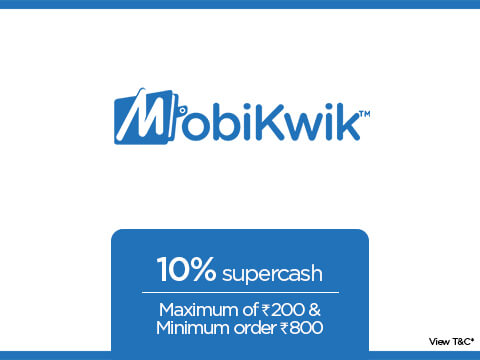 MobiKwik™
10% supercash
Maximum of ₹200 &
Minimum order ₹800
View T&C*